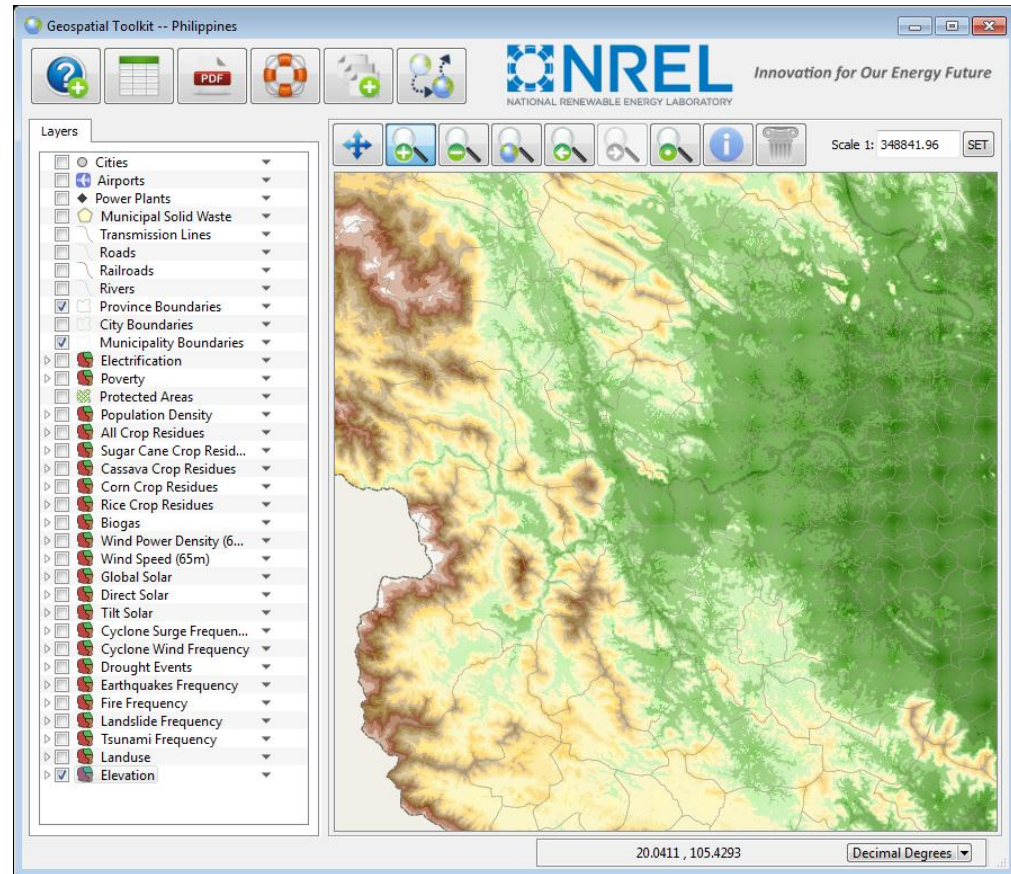 Geospatial Toolkit -- Philippines
PDF
NREL
NATIONAL RENEWABLE ENERGY LABORATORY
Innovation for Our Energy Future
Layers
Scale 1: 348841.96 SET
Cities
Airports
Power Plants
Municipal Solid Waste
Transmission Lines
Roads
Railroads
Rivers
Province Boundaries
City Boundaries
Municipality Boundaries
Electrification
Poverty
Protected Areas
Population Density
All Crop Residues
Sugar Cane Crop Resid...
Cassava Crop Residues
Corn Crop Residues
Rice Crop Residues
Biogas
Wind Power Density (6...
Wind Speed (65m)
Global Solar
Direct Solar
Tilt Solar
Cyclone Surge Frequen...
Cyclone Wind Frequency
Drought Events
Earthquakes Frequency
Fire Frequency
Landslide Frequency
Tsunami Frequency
Landuse
Elevation
20.0411 , 105.4293
Decimal Degrees